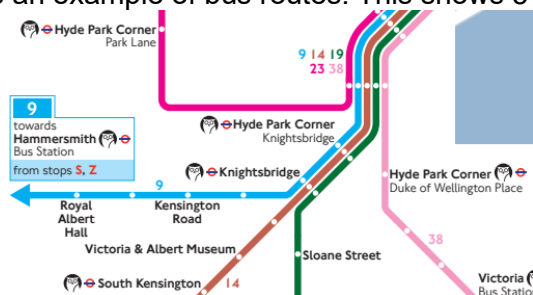 an example of bus routes. This shows
Hyde Park Corner
Park Lane
9 14 19
23 38
9
towards
Hammersmith
Bus Station
from stops S, Z
Hyde Park Corner
Knightsbridge
Knightsbridge
Hyde Park Corner
Duke of Wellington Place
9
Royal
Albert
Hall
Kensington
Road
Victoria & Albert Museum
38
Sloane Street
South Kensington
14
Victoria
Bus Station